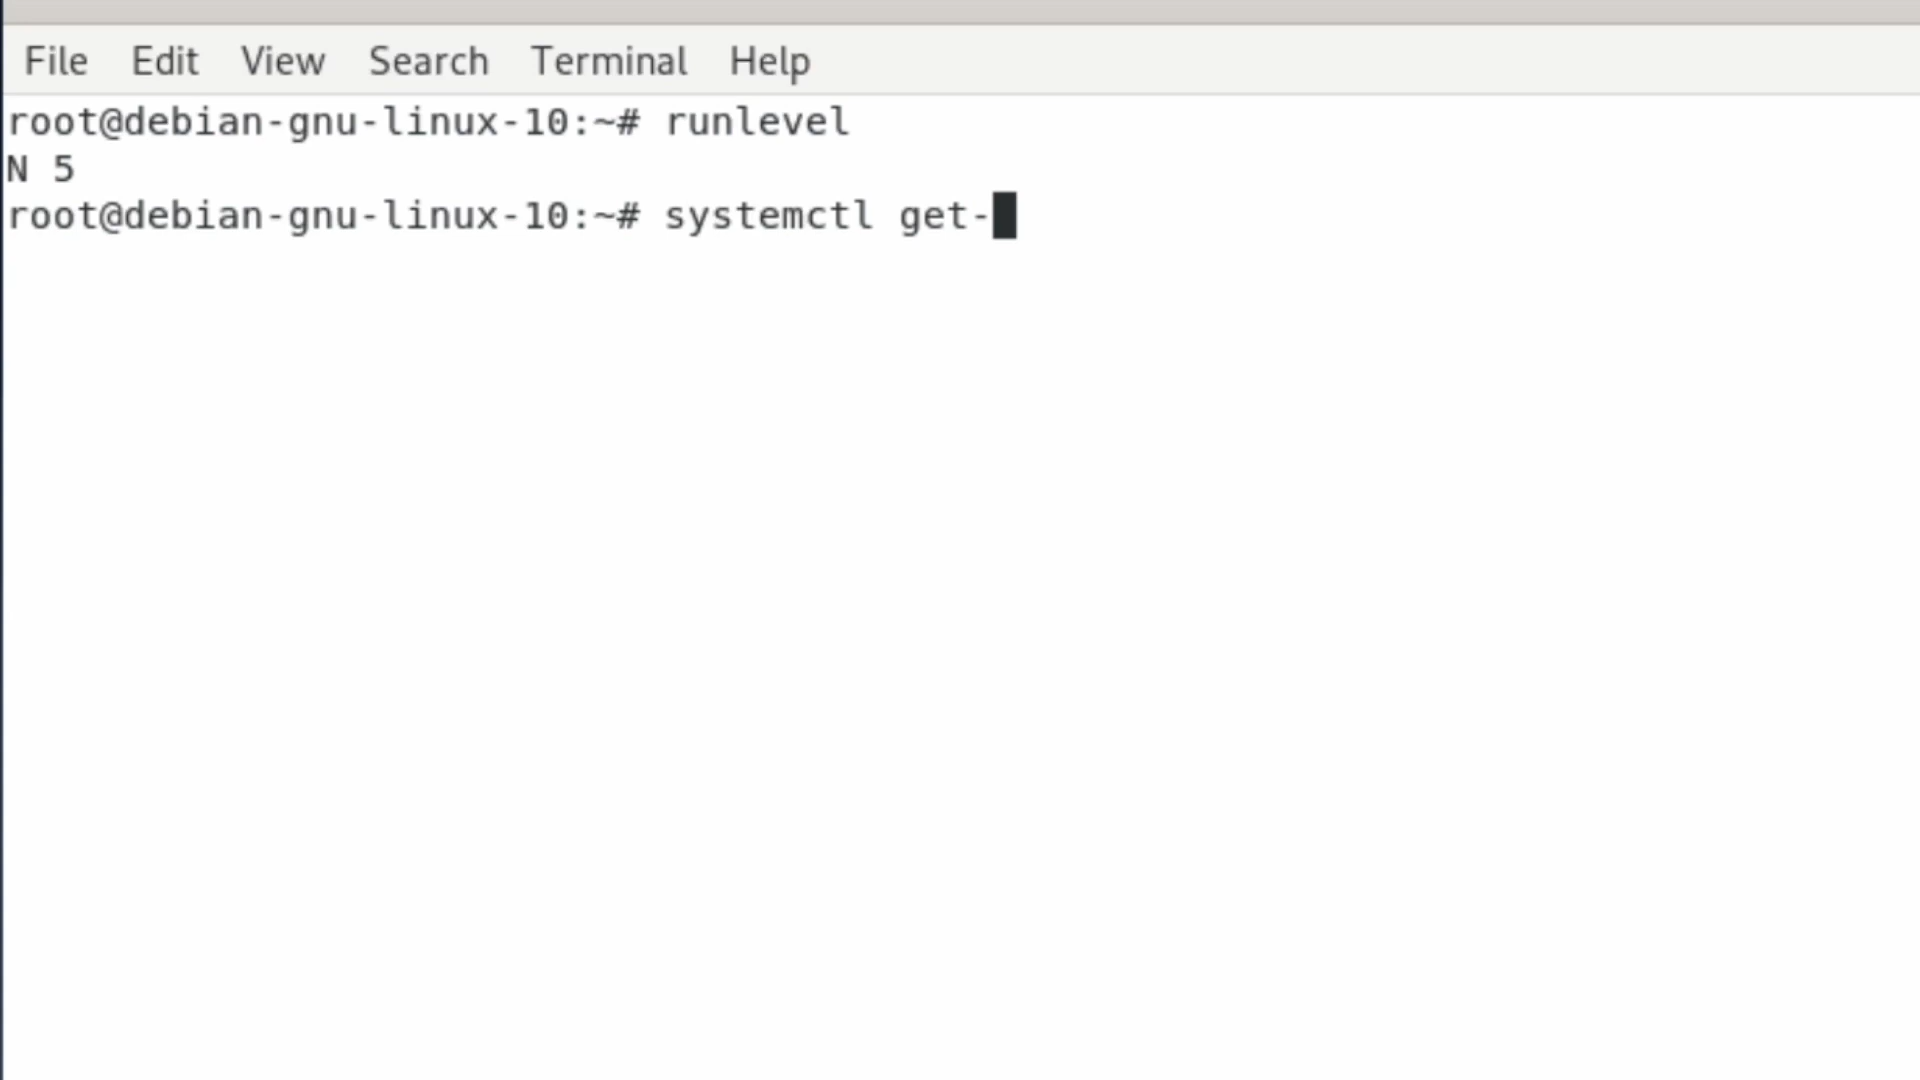 File Edit View Search Terminal Help
root@debian-gnu-linux-10:~# runlevel
N 5
root@debian-gnu-linux-10:~# systemctl get-